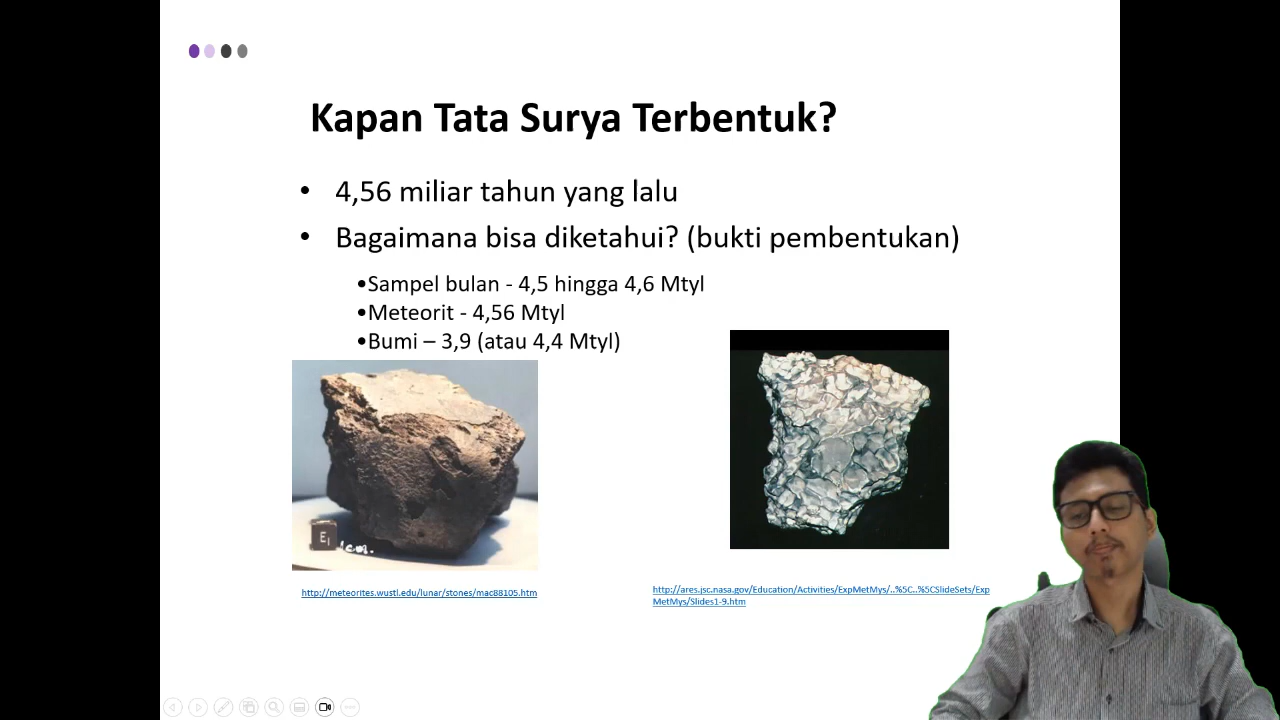 Kapan Tata Surya Terbentuk?
• 4,56 miliar tahun yang lalu
• Bagaimana bisa diketahui? (bukti pembentukan)
•Sampel bulan - 4,5 hingga 4,6 Mtyl
•Meteorit - 4,56 Mtyl
•Bumi – 3,9 (atau 4,4 Mtyl)
E,
1cm.
http://meteorites.wustl.edu/lunar/stones/mac88105.htm
http://ares.jsc.nasa.gov/Education/Activities/ExpMetMys/..%5C..%5CSlideSets/Exp
MetMys/Slides1-9.htm